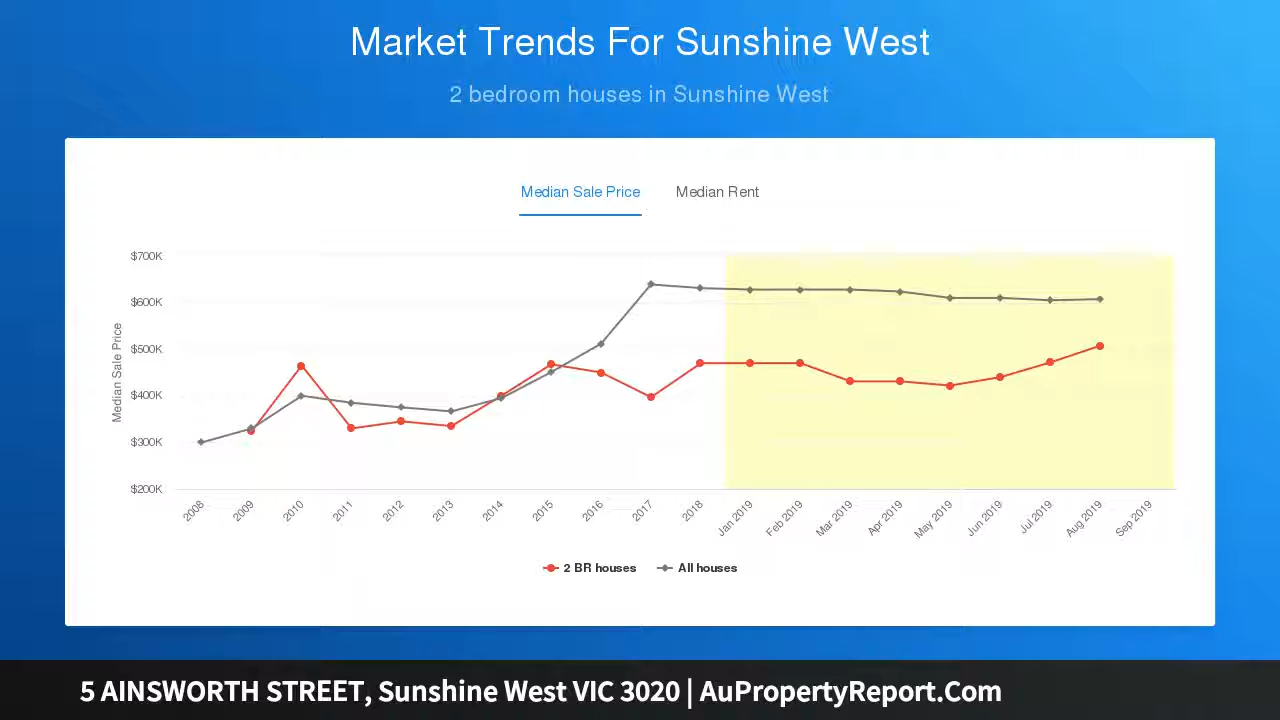 Market Trends For Sunshine West
2 bedroom houses in Sunshine West
Median Sale Price Median Rent
$700K
$600K
$500K
$400K
$300K
$200K
Median Sale Price
2008 2009 2010 2011 2012 2013 2014 2015 2016 2017 2018 Jan 2019 Feb 2019 Mar 2019 Apr 2019 May 2019 Jun 2019 Jul 2019 Aug 2019 Sep 2019
2 BR houses All houses
5 AINSWORTH STREET, Sunshine West VIC 3020 | AuPropertyReport.Com